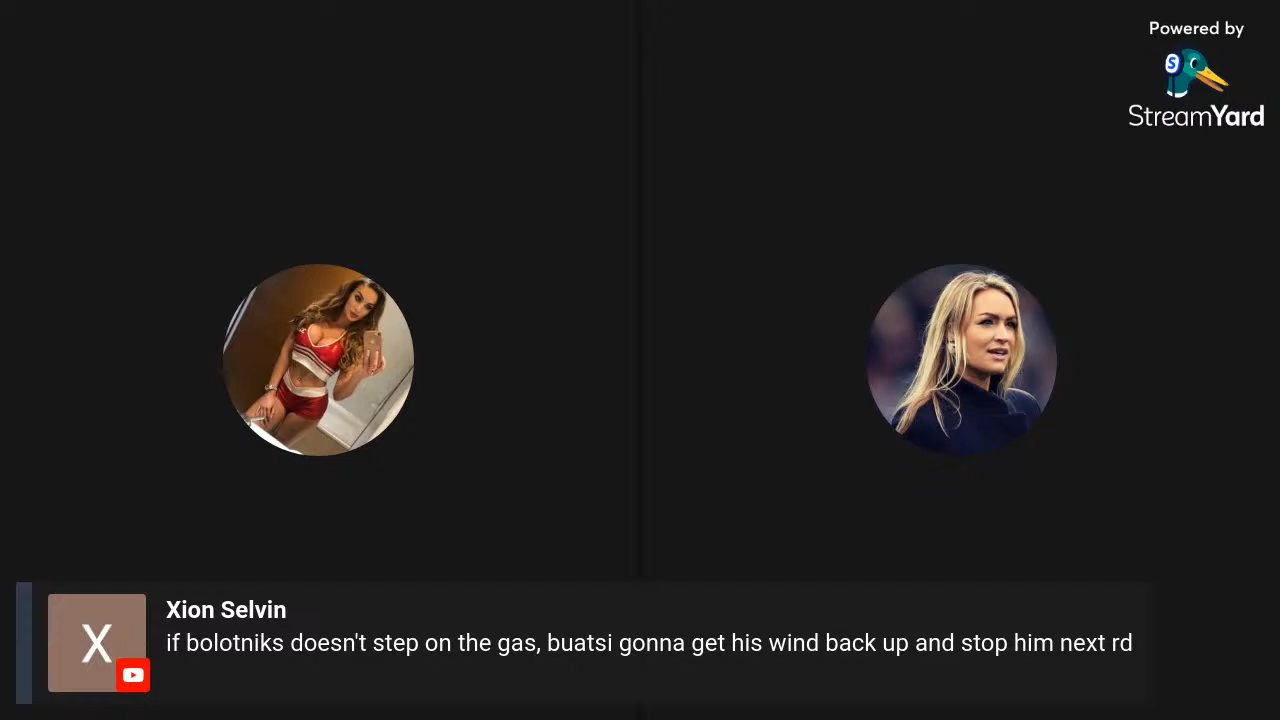 Powered by
S
StreamYard
Xion Selvin
X
if bolotniks doesn't step on the gas, buatsi gonna get his wind back up and stop him next rd